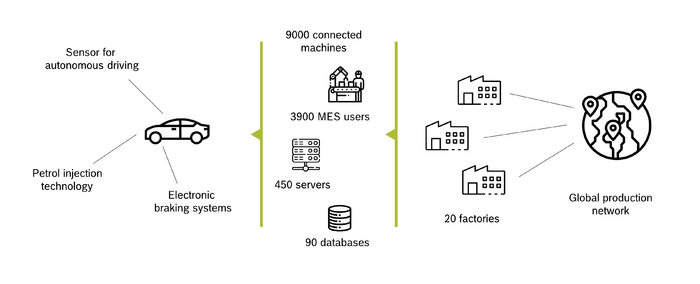 Sensor for
autonomous driving
Petrol injection
technology
Electronic
braking systems
9000 connected
machines
3900 MES users
450 servers
90 databases
20 factories
Global production
network